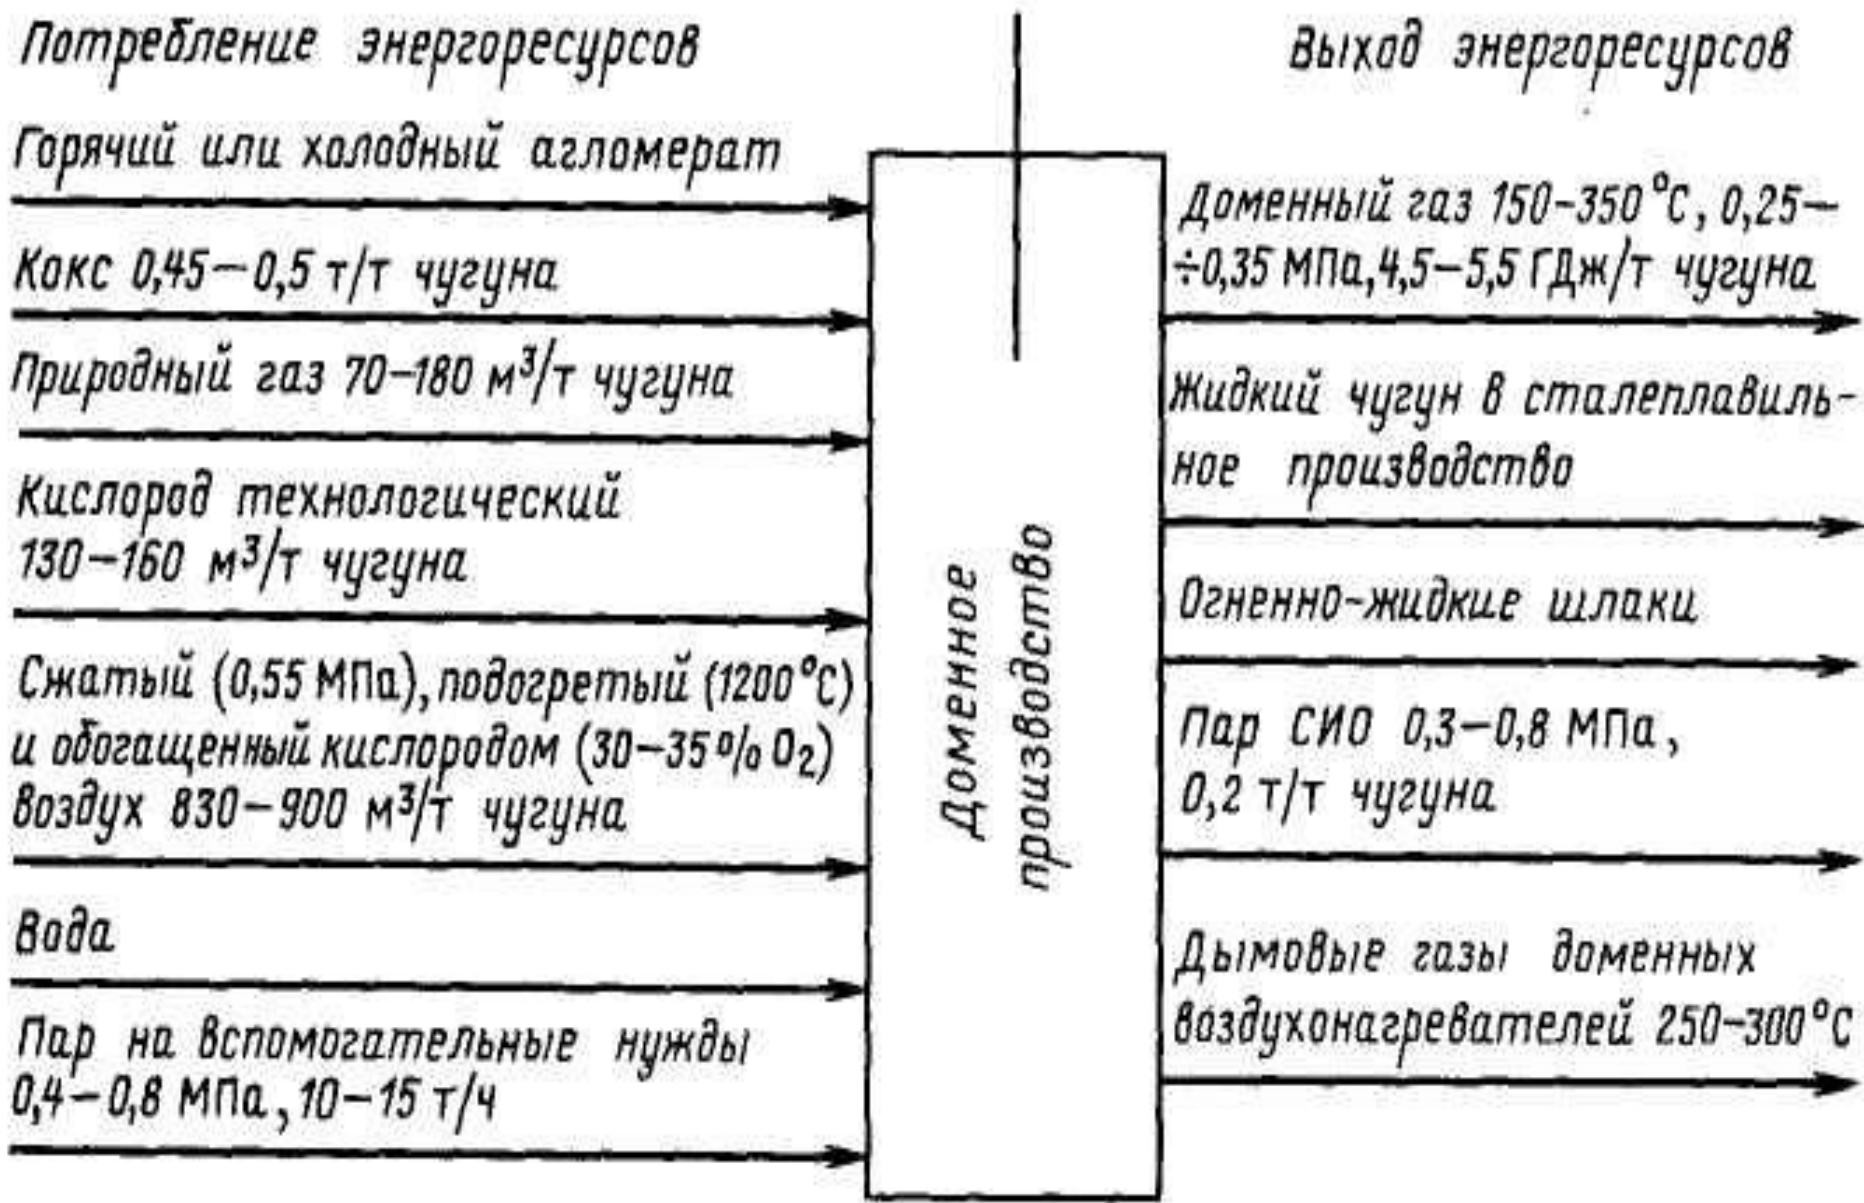 Потребление энергоресурсов
Горячий или холодный агломерат
Кокс 0,45—0,5 т/т чугуна
Природный газ 70—180 м³/т чугуна
Кислород технологический
130—160 м³/т чугуна
Сжатый (0,55 МПа), подогретый (1200°С)
и обогащенный кислородом (30—35% O₂)
воздух 830—900 м³/т чугуна
Вода
Пар на вспомогательные нужды
0,4—0,8 МПа, 10—15 т/ч
Доменное
производство
Выход энергоресурсов
Доменный газ 150-350°С, 0,25—
÷0,35 МПа, 4,5—5,5 ГДж/т чугуна
Жидкий чугун в сталеплавиль-
ное производство
Огненно-жидкие шлаки
Пар СИО 0,3—0,8 МПа,
0,2 т/т чугуна
Дымовые газы доменных
воздухонагревателей 250-300°С